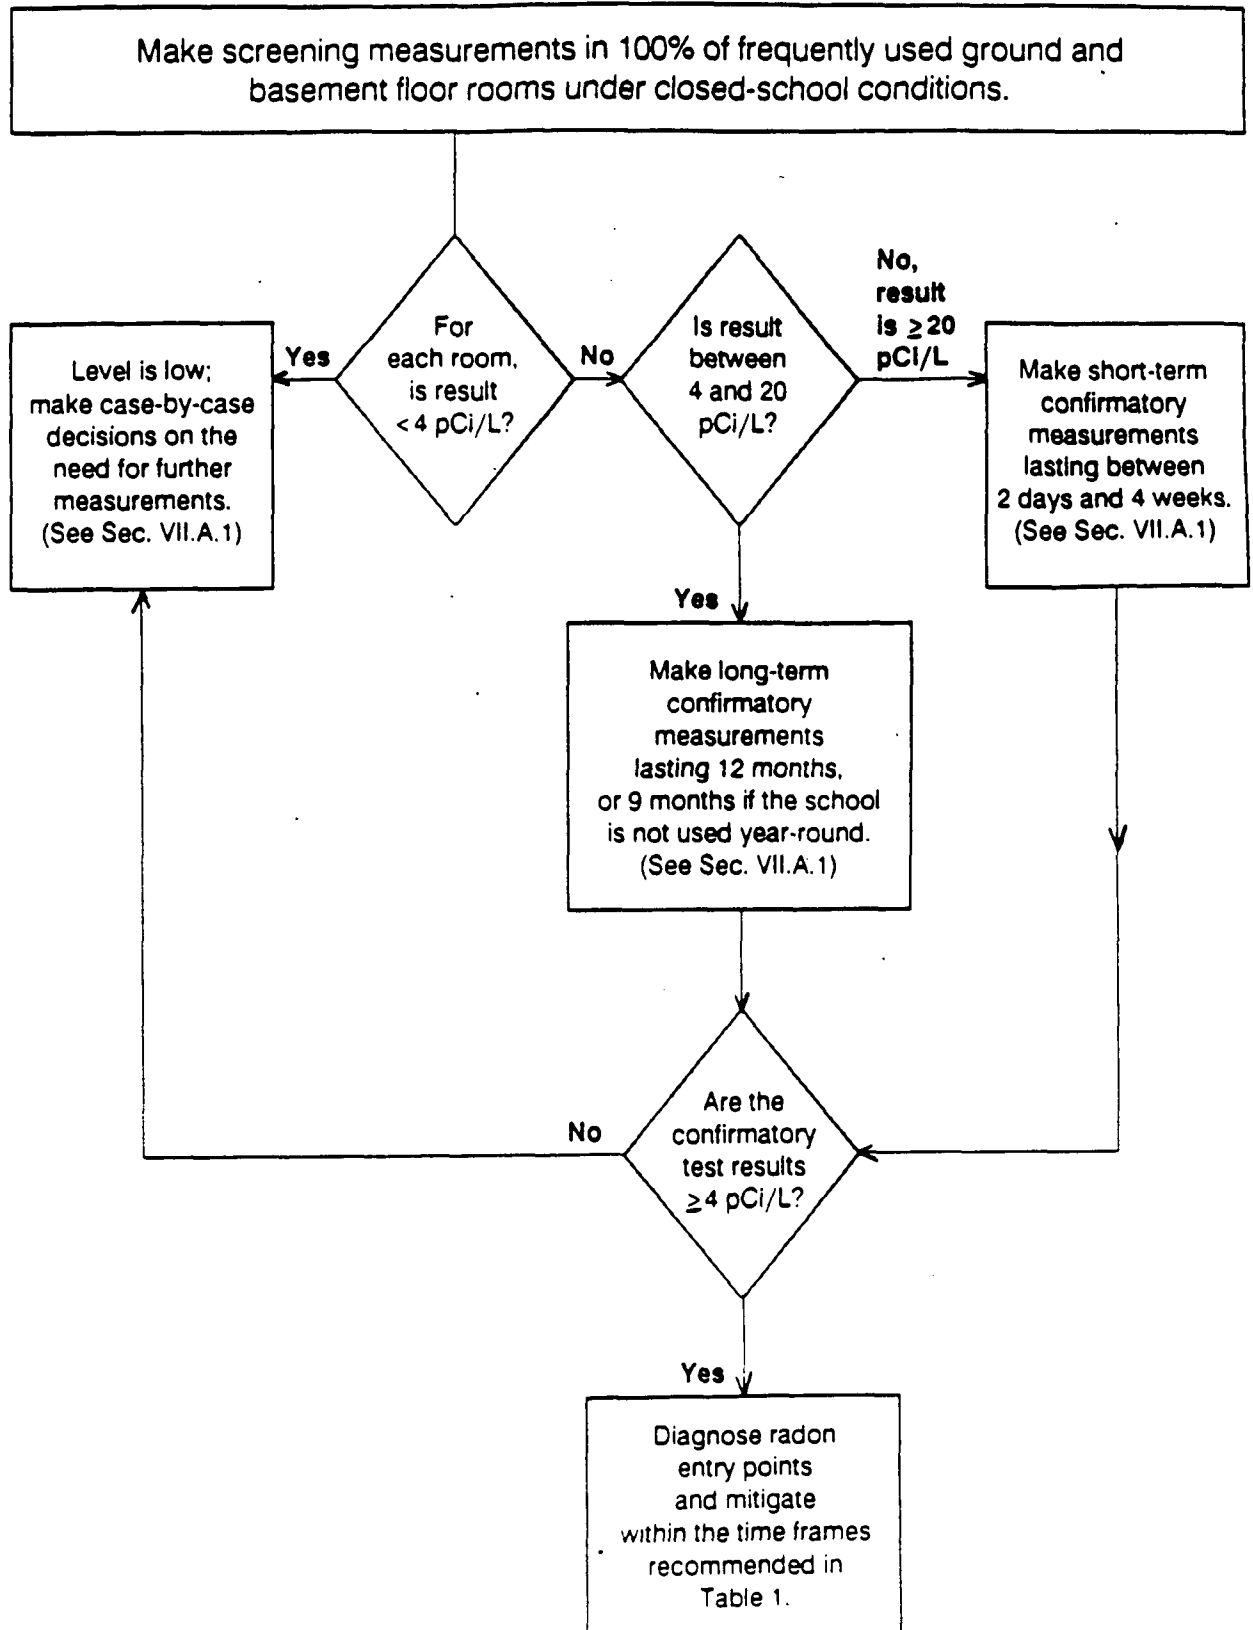 Make screening measurements in 100% of frequently used ground and
basement floor rooms under closed-school conditions.
For
each room,
is result
<4 pCi/L?
Yes
Level is low;
make case-by-case
decisions on the
need for further
measurements.
(See Sec. VII.A.1)
No
Is result
between
4 and 20
pCi/L?
No,
result
is ≥20
pCi/L
Make short-term
confirmatory
measurements
lasting between
2 days and 4 weeks.
(See Sec. VII.A.1)
Yes
Make long-term
confirmatory
measurements
lasting 12 months,
or 9 months if the school
is not used year-round.
(See Sec. VII.A.1)
Are the
confirmatory
test results
≥4 pCi/L?
No
Yes
Diagnose radon
entry points
and mitigate
within the time frames
recommended in
Table 1.